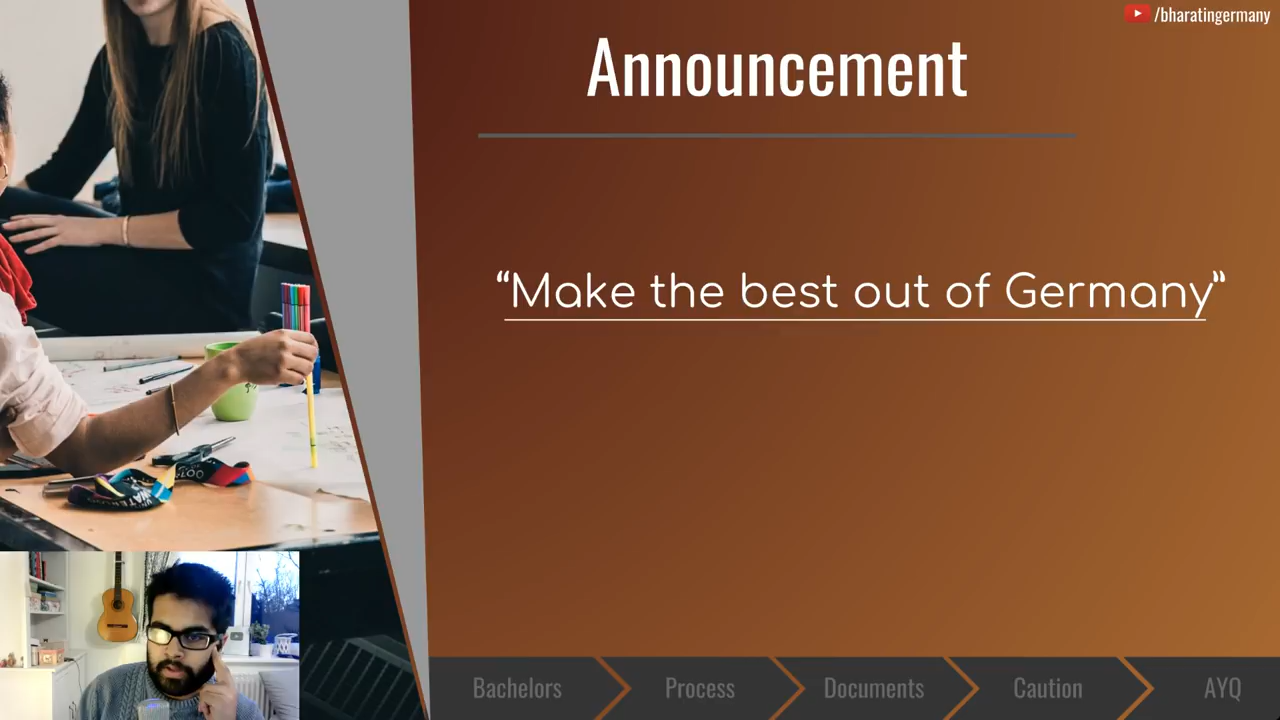 /bharatingermany
Announcement
“Make the best out of Germany”
Bachelors
Process
Documents
Caution
AYQ